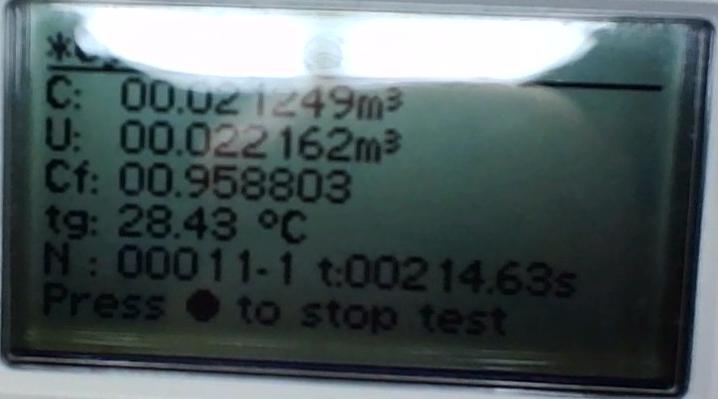 C: 00.021249m³
U: 00.022162m³
Cf: 00.958803
tg: 28.43 °C
N : 00011-1 t:00214.63s
Press ● to stop test